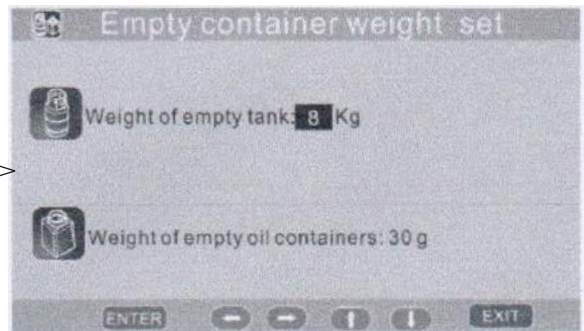 Empty container weight set
Weight of empty tank: 8 Kg
Weight of empty oil containers: 30 g
ENTER ← → ↑ ↓ EXIT